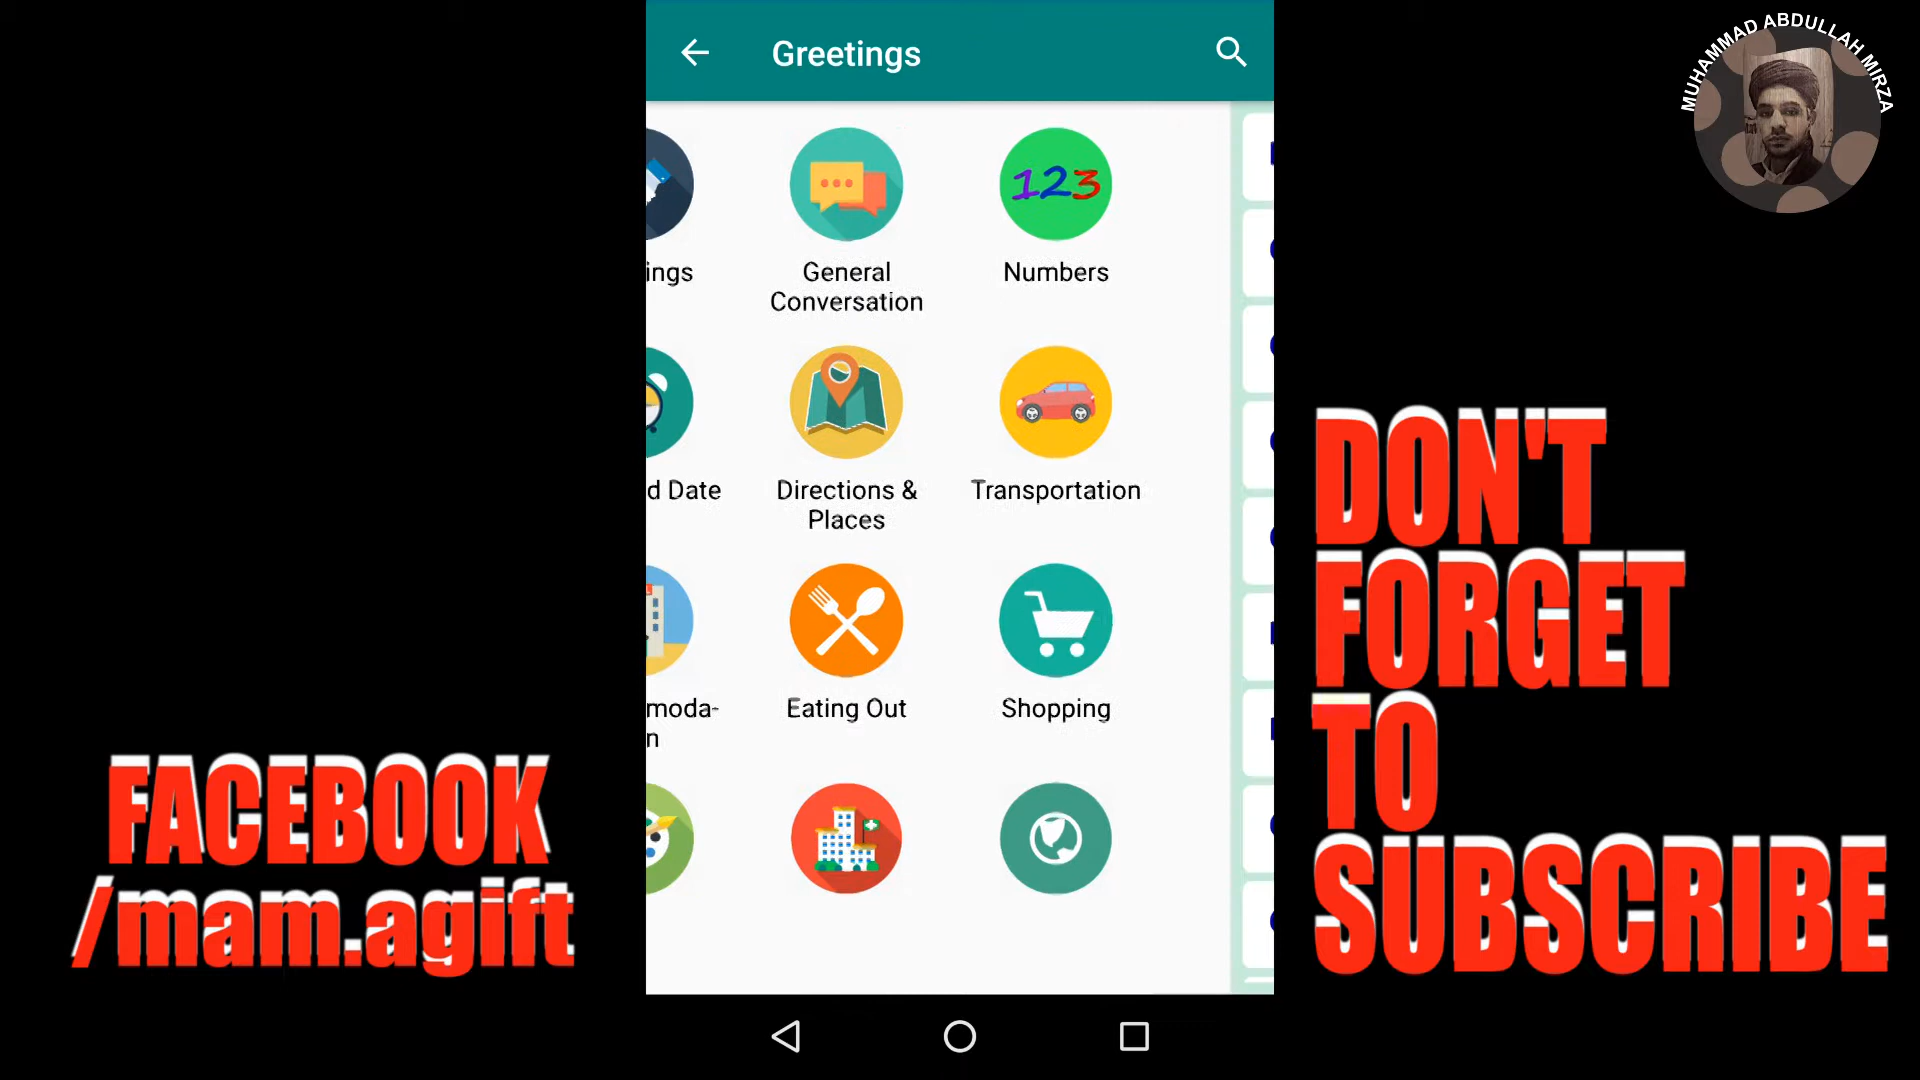 MUHAMMAD ABDULLAH MIRZA
Greetings
123
ings
General
Conversation
Numbers
d Date
Directions &
Places
Transportation
moda-
n
Eating Out
Shopping
DON'T
FORGET
TO
SUBSCRIBE
FACEBOOK
/mam.agift